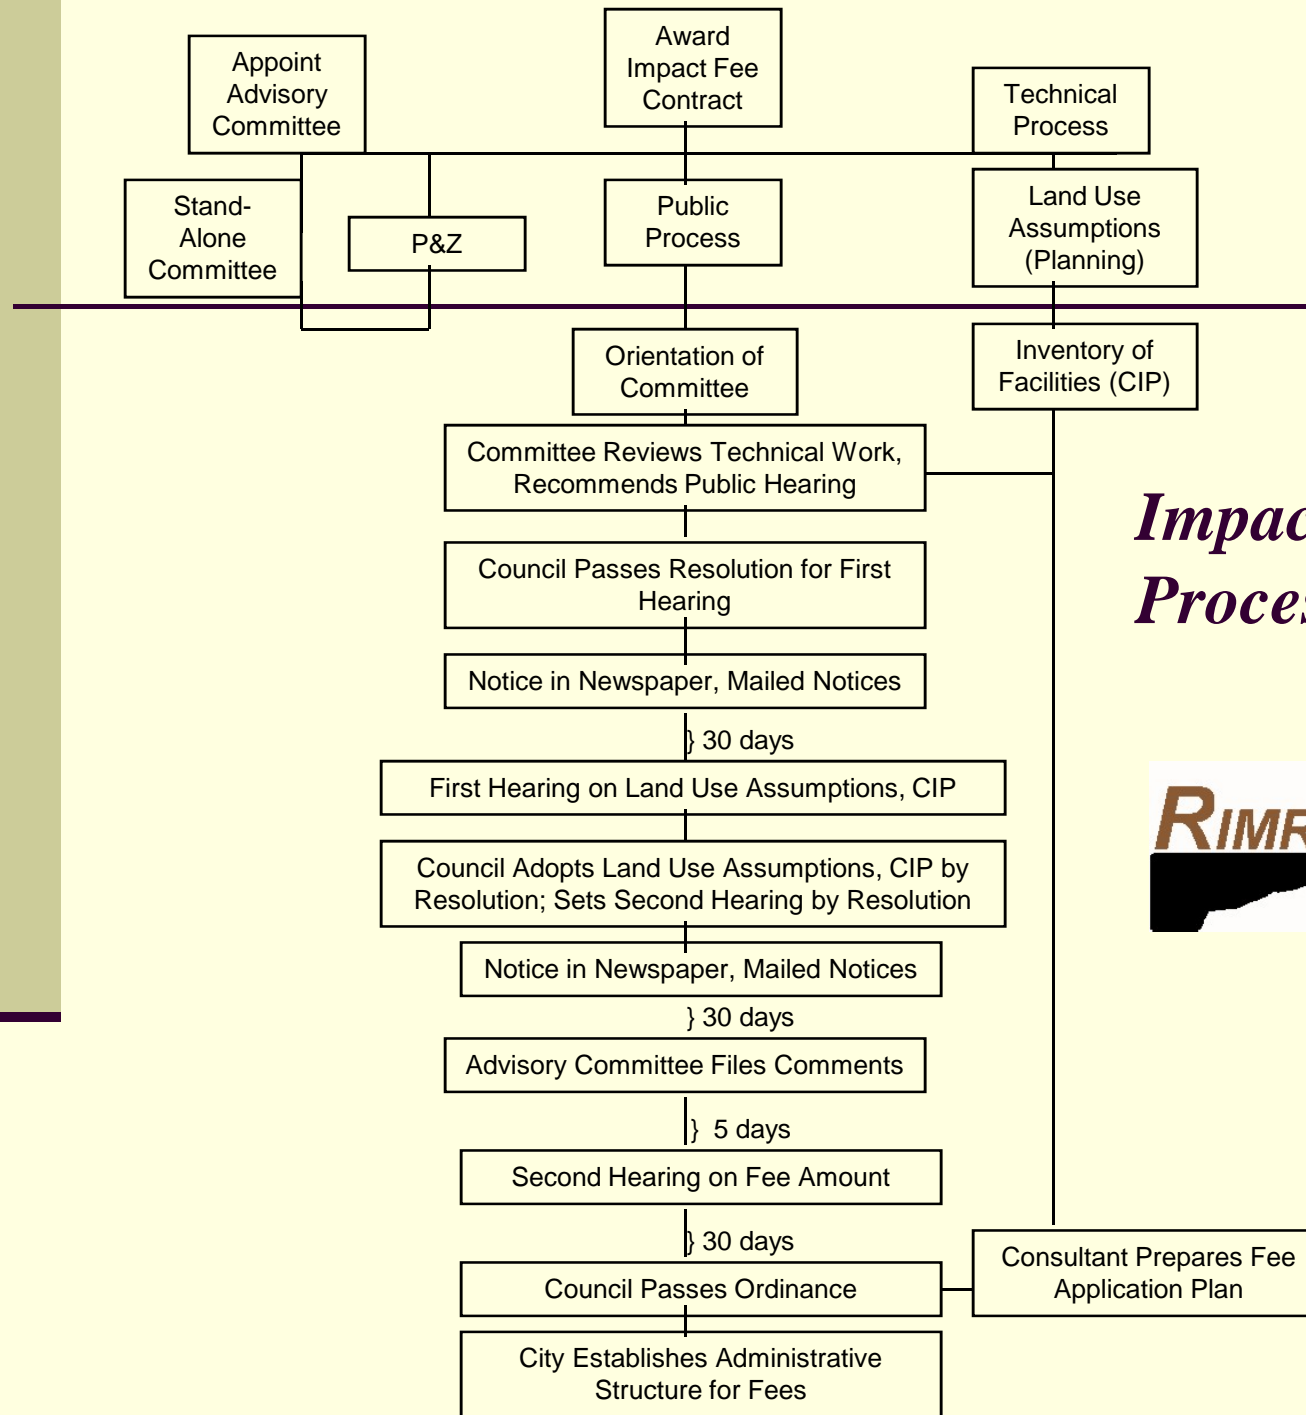 Appoint
Advisory
Committee
Award
Impact Fee
Contract
Technical
Process
Stand-
Alone
Committee
P&Z
Public
Process
Land Use
Assumptions
(Planning)
Orientation of
Committee
Inventory of
Facilities (CIP)
Committee Reviews Technical Work,
Recommends Public Hearing
Council Passes Resolution for First
Hearing
Notice in Newspaper, Mailed Notices
} 30 days
First Hearing on Land Use Assumptions, CIP
Council Adopts Land Use Assumptions, CIP by
Resolution; Sets Second Hearing by Resolution
Notice in Newspaper, Mailed Notices
} 30 days
Advisory Committee Files Comments
} 5 days
Second Hearing on Fee Amount
} 30 days
Council Passes Ordinance
Consultant Prepares Fee
Application Plan
City Establishes Administrative
Structure for Fees